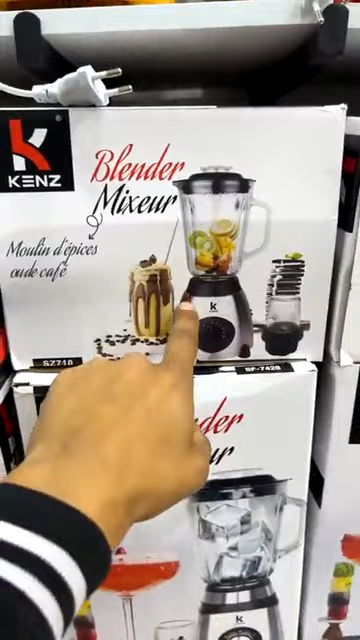 KENZ
Blender
Mixeur
Moulin d'épices
ou de café
K
SZ710
SF-7428
der
ur
K